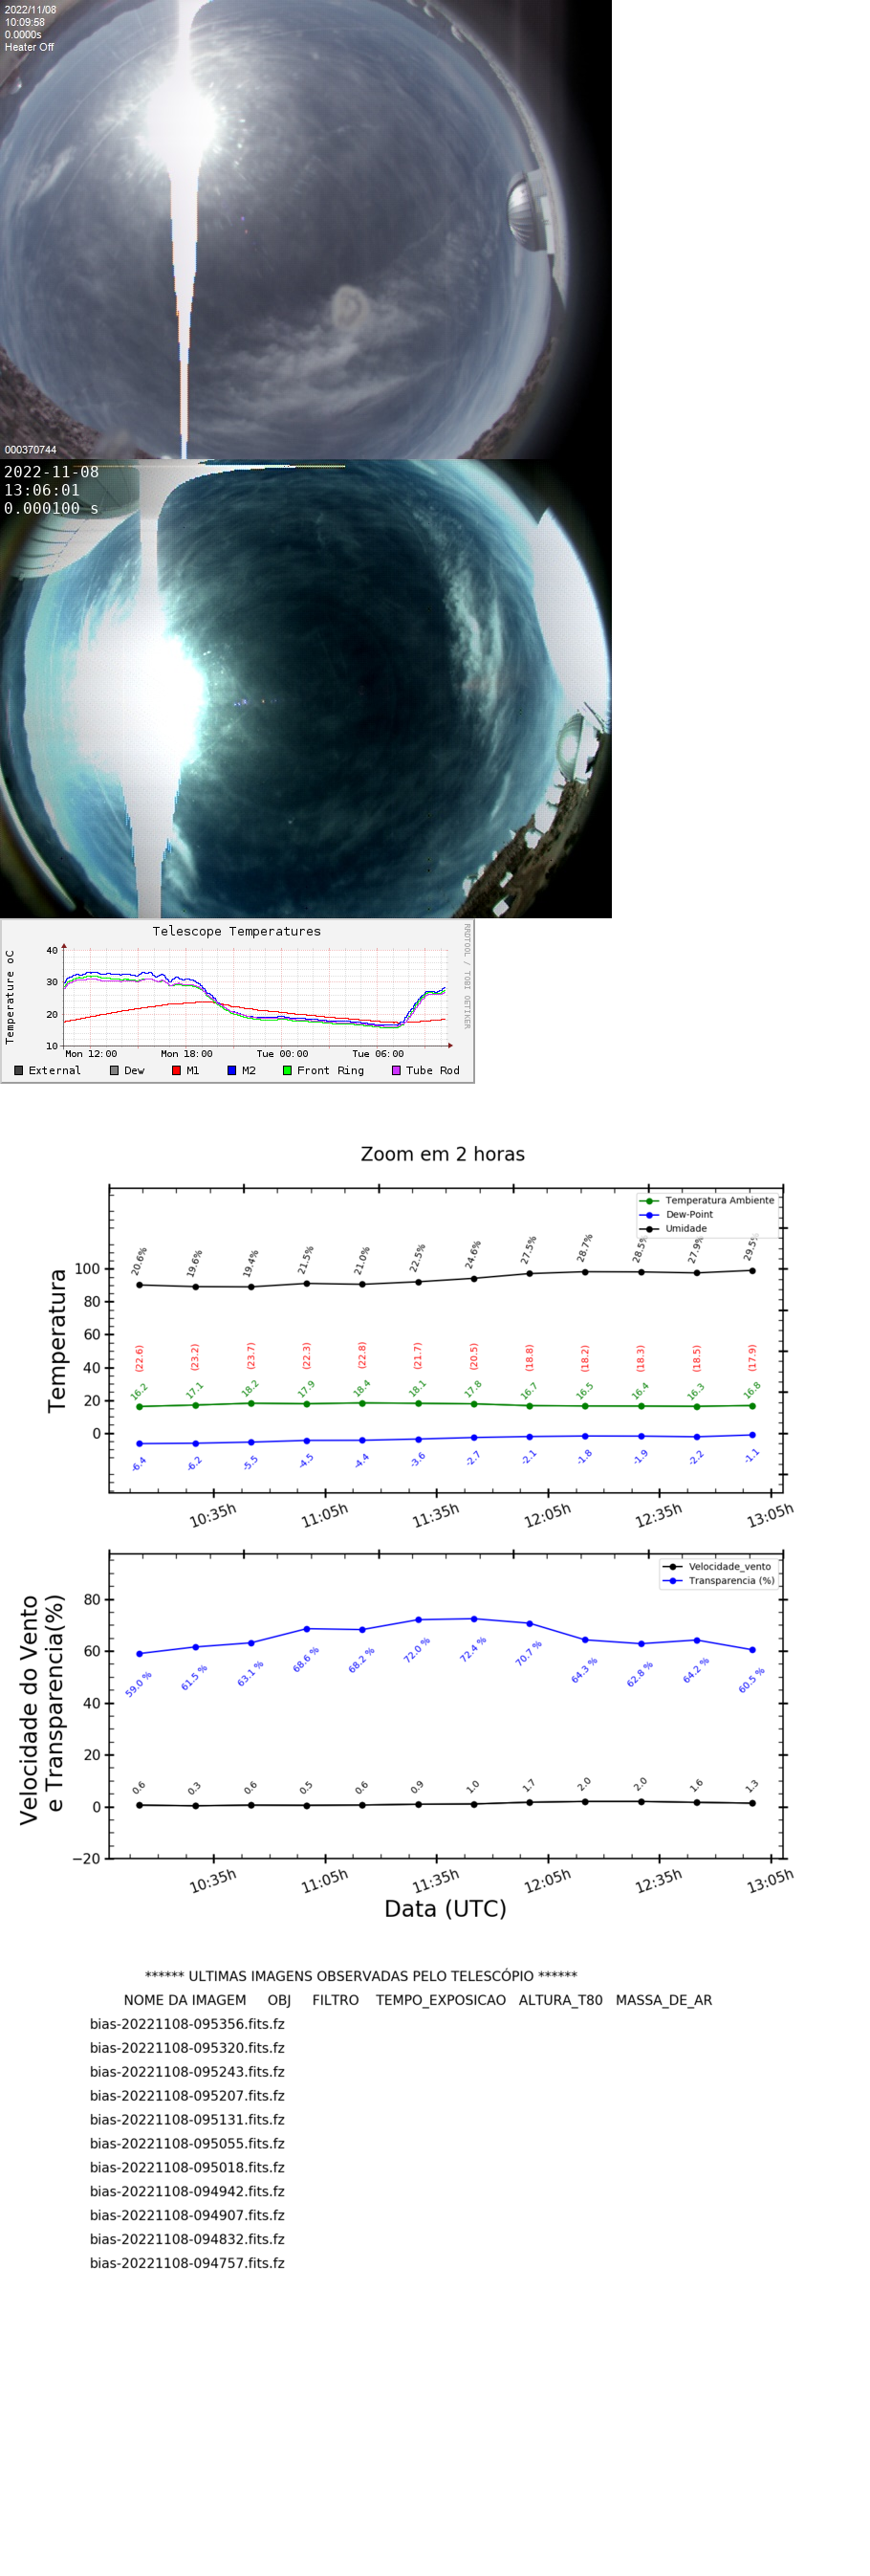 2022/11/08
10:09:58
0.0000s
Heater Off
000370744
2022-11-08
13:06:01
0.000100 s
Telescope Temperatures
RRDTOOL / TOBI OETIKER
Temperature oC
40
30
20
10
Mon 12:00 Mon 18:00 Tue 00:00 Tue 06:00
External Dew M1 M2 Front Ring Tube Rod
Zoom em 2 horas
Temperatura Ambiente
Dew-Point
Umidade
Temperatura
100
80
60
40
20
0
20.6% 19.6% 19.4% 21.5% 21.0% 22.5% 24.6% 27.5% 28.7% 28.5% 27.9% 29.5%
(22.6) (23.2) (23.7) (22.3) (22.8) (21.7) (20.5) (18.8) (18.2) (18.3) (18.5) (17.9)
16.2 17.1 18.2 17.9 18.4 18.1 17.8 16.7 16.5 16.4 16.3 16.8
-6.4 -6.2 -5.5 -4.5 -4.4 -3.6 -2.7 -2.1 -1.8 -1.9 -2.2 -1.1
10:35h 11:05h 11:35h 12:05h 12:35h 13:05h
Velocidade_vento
Transparencia (%)
Velocidade do Vento
e Transparencia(%)
80
60
40
20
0
−20
59.0 % 61.5 % 63.1 % 68.6 % 68.2 % 72.0 % 72.4 % 70.7 % 64.3 % 62.8 % 64.2 % 60.5 %
0.6 0.3 0.6 0.5 0.6 0.9 1.0 1.7 2.0 2.0 1.6 1.3
10:35h 11:05h 11:35h 12:05h 12:35h 13:05h
Data (UTC)
****** ULTIMAS IMAGENS OBSERVADAS PELO TELESCÓPIO ******
NOME DA IMAGEM OBJ FILTRO TEMPO_EXPOSICAO ALTURA_T80 MASSA_DE_AR
bias-20221108-095356.fits.fz
bias-20221108-095320.fits.fz
bias-20221108-095243.fits.fz
bias-20221108-095207.fits.fz
bias-20221108-095131.fits.fz
bias-20221108-095055.fits.fz
bias-20221108-095018.fits.fz
bias-20221108-094942.fits.fz
bias-20221108-094907.fits.fz
bias-20221108-094832.fits.fz
bias-20221108-094757.fits.fz